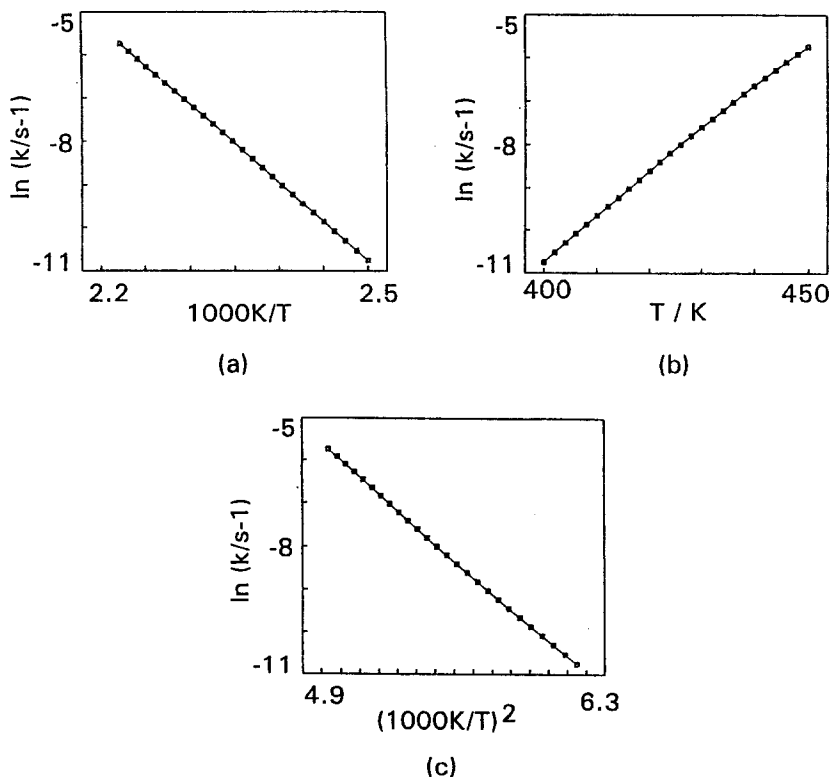 -5
-8
-11
ln (k/s-1)
2.2
2.5
1000K/T
(a)
-5
-8
-11
ln (k/s-1)
400
450
T / K
(b)
-5
-8
-11
ln (k/s-1)
4.9
6.3
(1000K/T)²
(c)